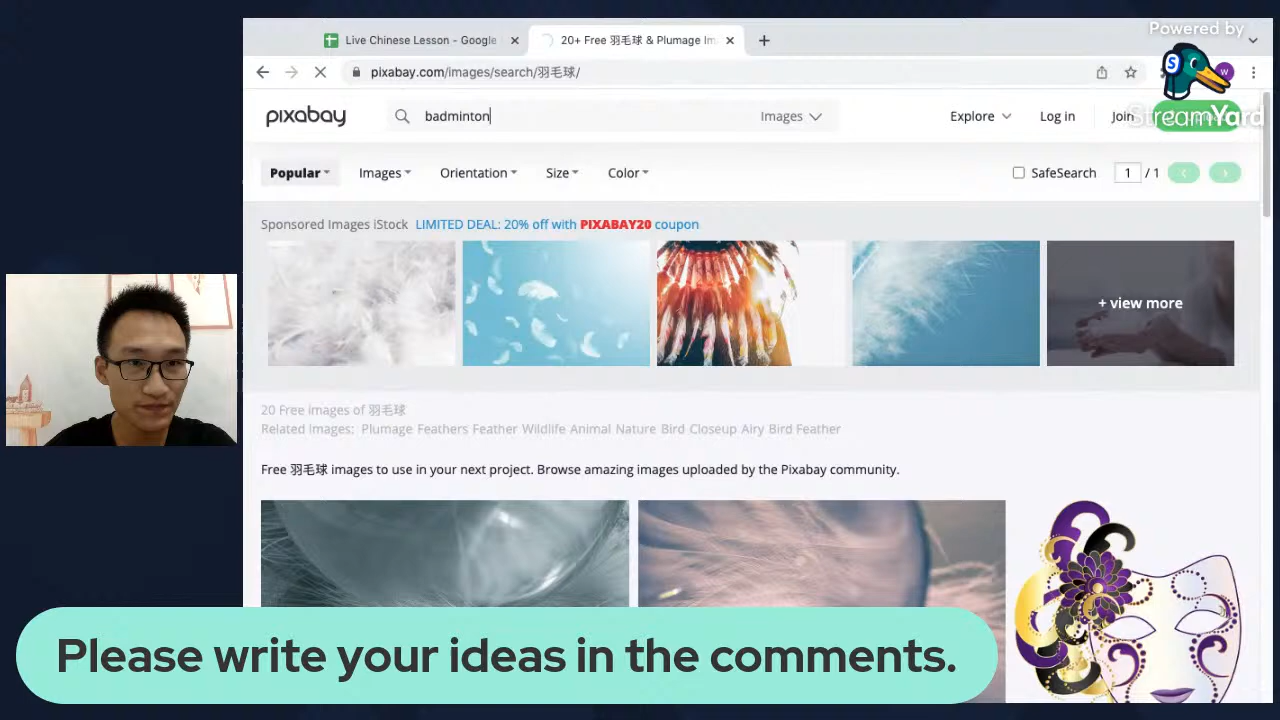 Powered by
StreamYard
Live Chinese Lesson - Google
20+ Free 羽毛球 & Plumage Im
pixabay.com/images/search/羽毛球/
W
pixabay
badminton
Images
Explore
Log in
Join
Popular
Images
Orientation
Size
Color
SafeSearch
1 / 1
Sponsored Images iStock LIMITED DEAL: 20% off with PIXABAY20 coupon
+ view more
20 Free images of 羽毛球
Related Images: Plumage Feathers Feather Wildlife Animal Nature Bird Closeup Airy Bird Feather
Free 羽毛球 images to use in your next project. Browse amazing images uploaded by the Pixabay community.
Please write your ideas in the comments.